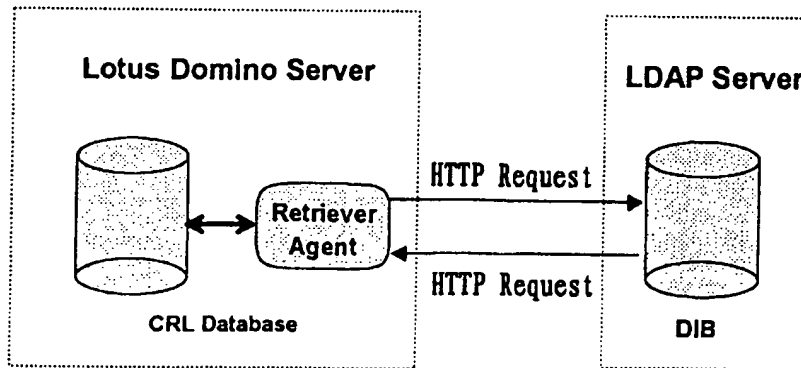 Lotus Domino Server
LDAP Server
HTTP Request
Retriever
Agent
HTTP Request
CRL Database
DIB